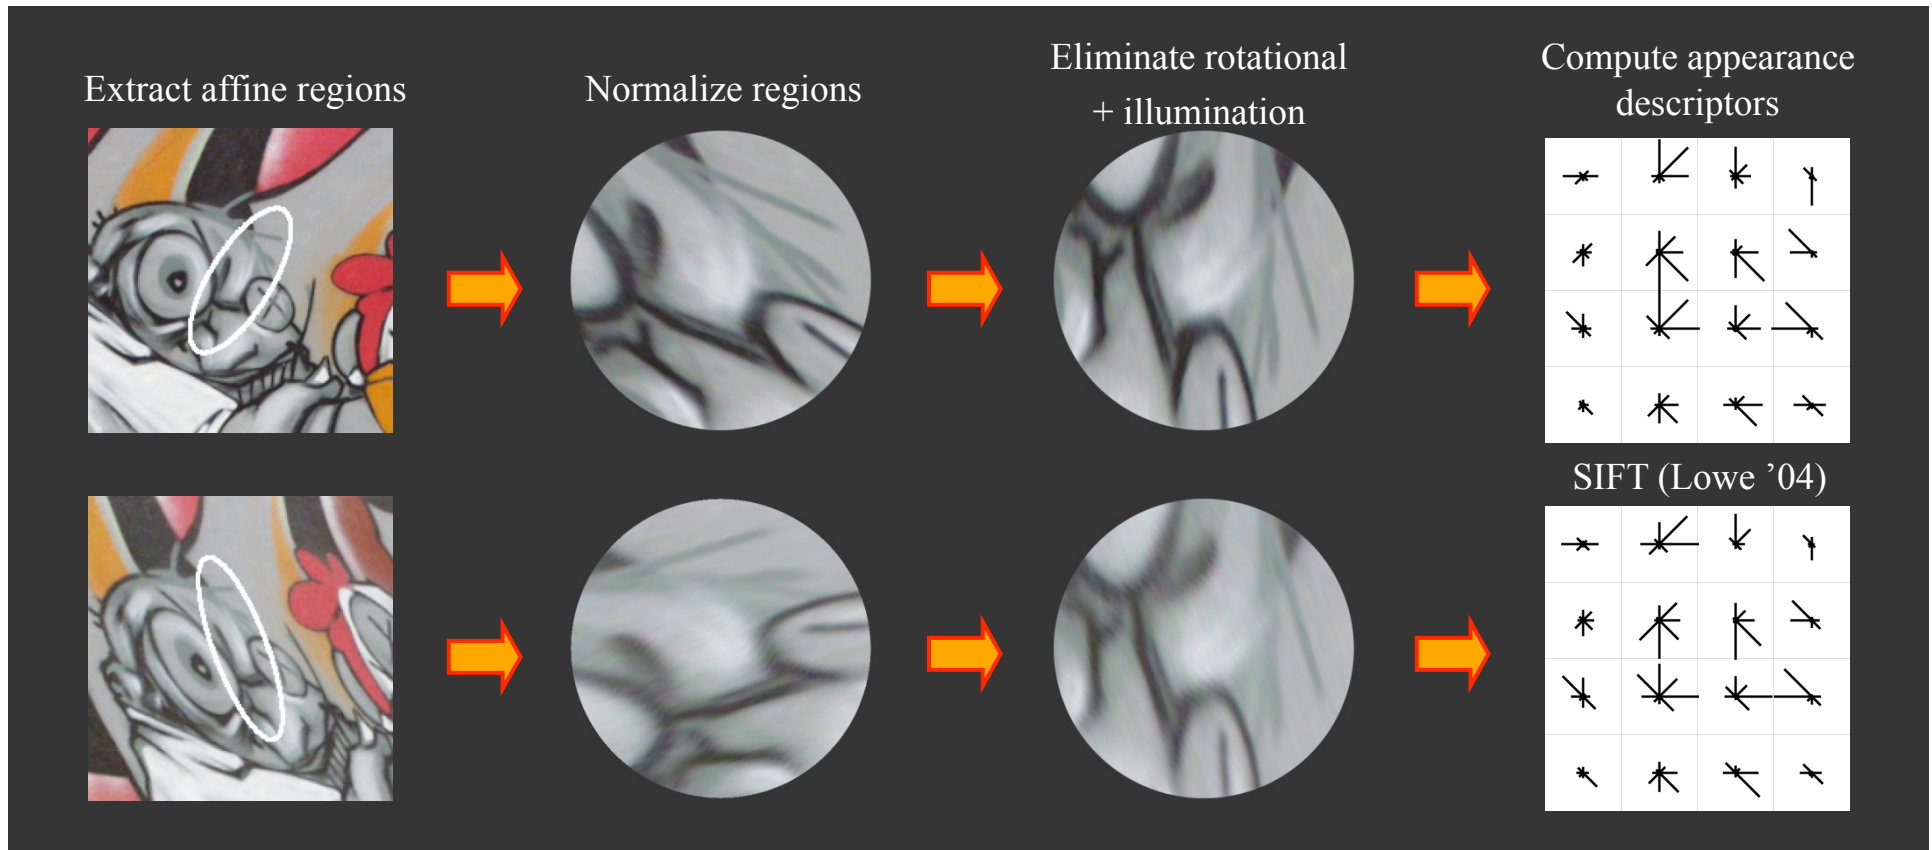 Extract affine regions
Normalize regions
Eliminate rotational
+ illumination
Compute appearance
descriptors
SIFT (Lowe ’04)